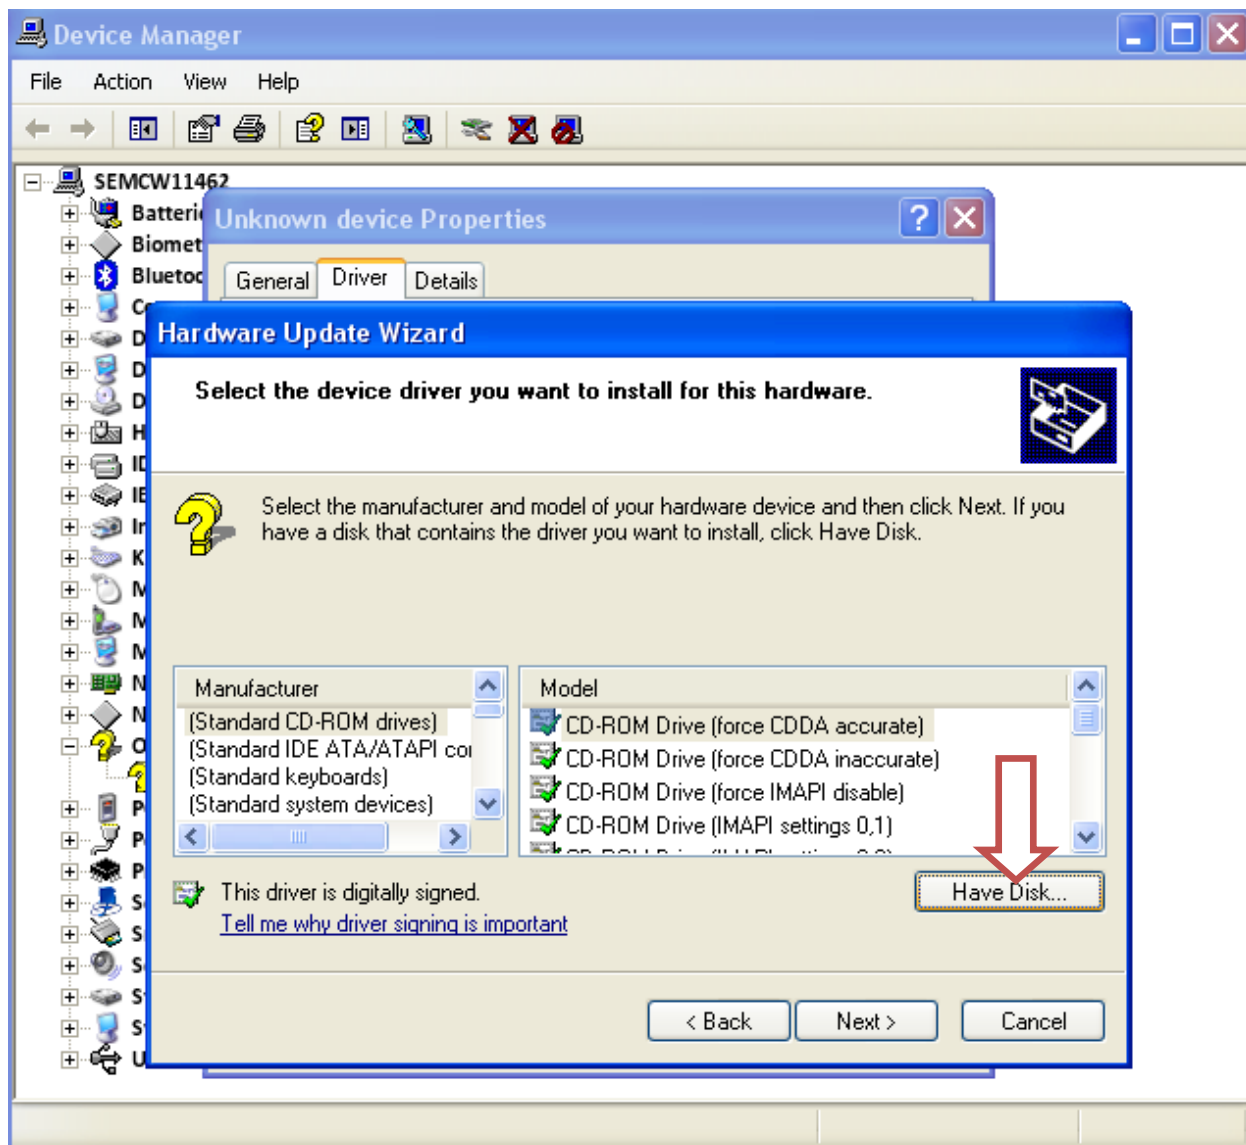 Device Manager
File Action View Help
SEMCW11462
Unknown device Properties
General Driver Details
Hardware Update Wizard
Select the device driver you want to install for this hardware.
Select the manufacturer and model of your hardware device and then click Next. If you
have a disk that contains the driver you want to install, click Have Disk.
Manufacturer
(Standard CD-ROM drives)
(Standard IDE ATA/ATAPI
(Standard keyboards)
(Standard system devices)
Model
CD-ROM Drive (force CDDA accurate)
CD-ROM Drive (force CDDA inaccurate)
CD-ROM Drive (force IMAPI disable)
CD-ROM Drive (IMAPI settings 0,1)
This driver is digitally signed.
Tell me why driver signing is important
Have Disk...
< Back Next > Cancel